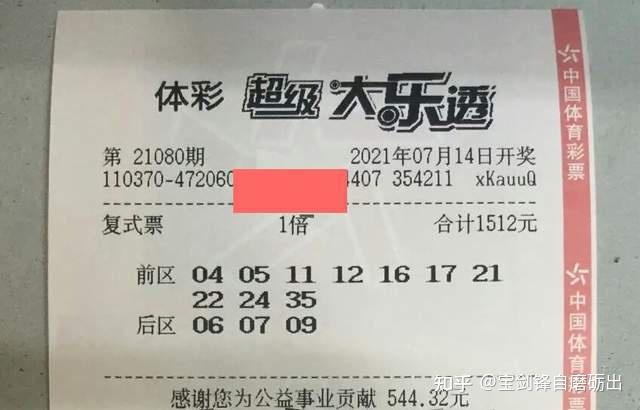 体彩 超级大乐透
第 21080期 2021年07月14日开奖
110370-472060 4407 354211 xKauuQ
复式票 1倍 合计1512元
前区 04 05 11 12 16 17 21
22 24 35
后区 06 07 09
感谢您为公益事业贡献 544.32元
中国体育彩票
中国体育彩票
知乎 @宝剑锋自磨砺出